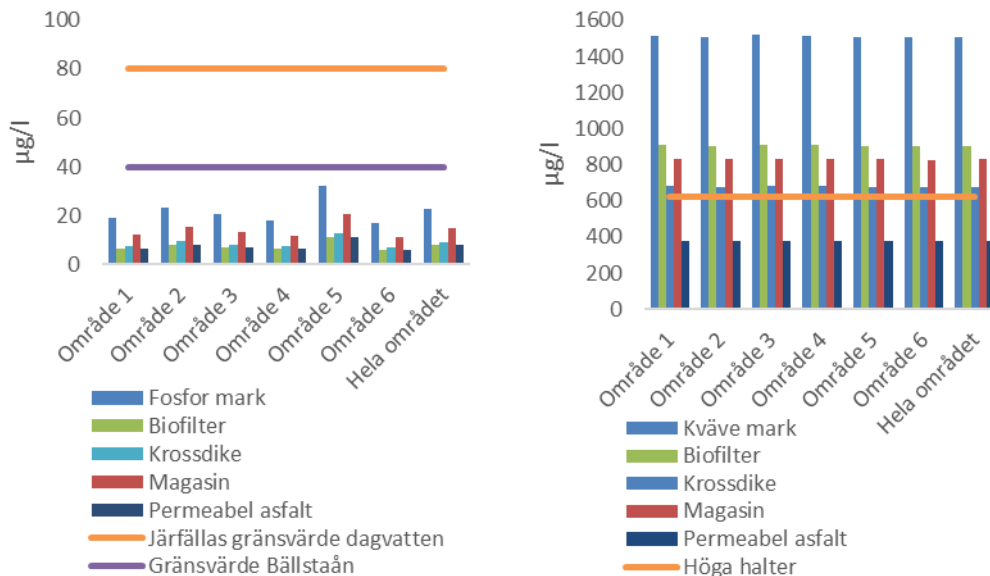 100
80
60
40
20
0
µg/l
Område 1
Område 2
Område 3
Område 4
Område 5
Område 6
Hela området
Fosfor mark
Biofilter
Krossdike
Magasin
Permeabel asfalt
Järfällas gränsvärde dagvatten
Gränsvärde Bällstaån
1600
1400
1200
1000
800
600
400
200
0
µg/l
Område 1
Område 2
Område 3
Område 4
Område 5
Område 6
Hela området
Kväve mark
Biofilter
Krossdike
Magasin
Permeabel asfalt
Höga halter